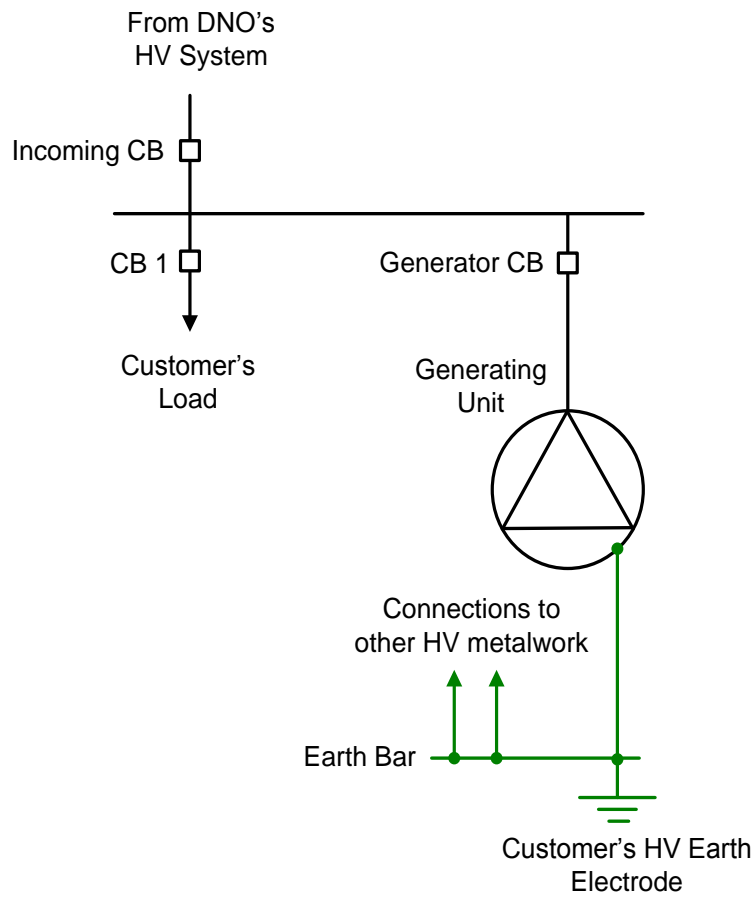 From DNO's
HV System
Incoming CB
CB 1
Generator CB
Customer's
Load
Generating
Unit
Connections to
other HV metalwork
Earth Bar
Customer's HV Earth
Electrode